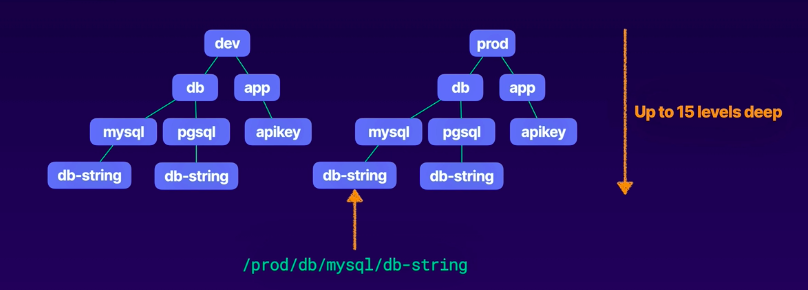 dev
prod
db
app
db
app
Up to 15 levels deep
mysql
pgsql
apikey
mysql
pgsql
apikey
db-string
db-string
db-string
db-string
/prod/db/mysql/db-string